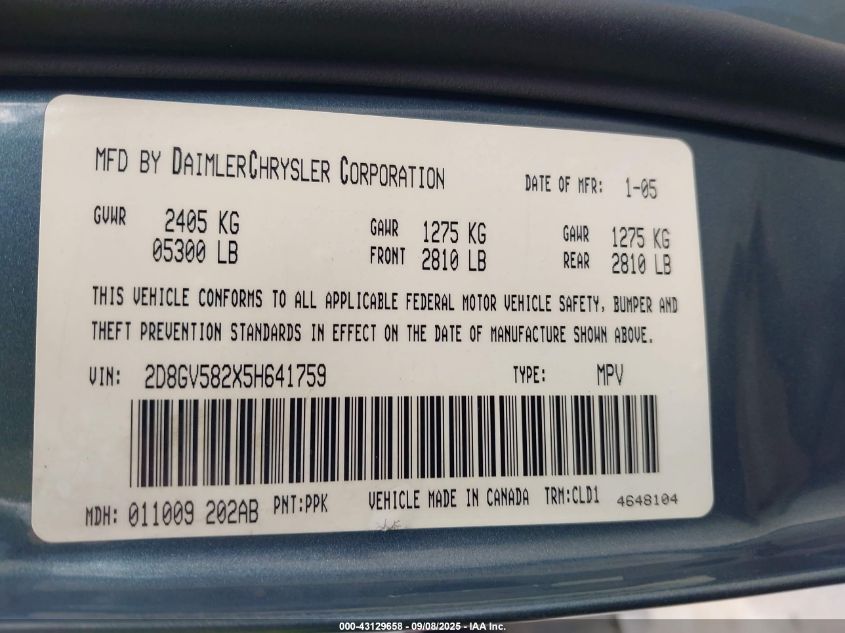 MFD BY DAIMLERCHRYSLER CORPORATION DATE OF MFR: 1-05
GVWR 2405 KG GAWR 1275 KG GAWR 1275 KG
05300 LB FRONT 2810 LB REAR 2810 LB
THIS VEHICLE CONFORMS TO ALL APPLICABLE FEDERAL MOTOR VEHICLE SAFETY, BUMPER AND
THEFT PREVENTION STANDARDS IN EFFECT ON THE DATE OF MANUFACTURE SHOWN ABOVE.
VIN: 2D8GV582X5H641759 TYPE: MPV
MDH: 011009 202AB PNT:PPK VEHICLE MADE IN CANADA TRM:CLD1 4648104
000-43129658 - 09/08/2025 - IAA Inc.